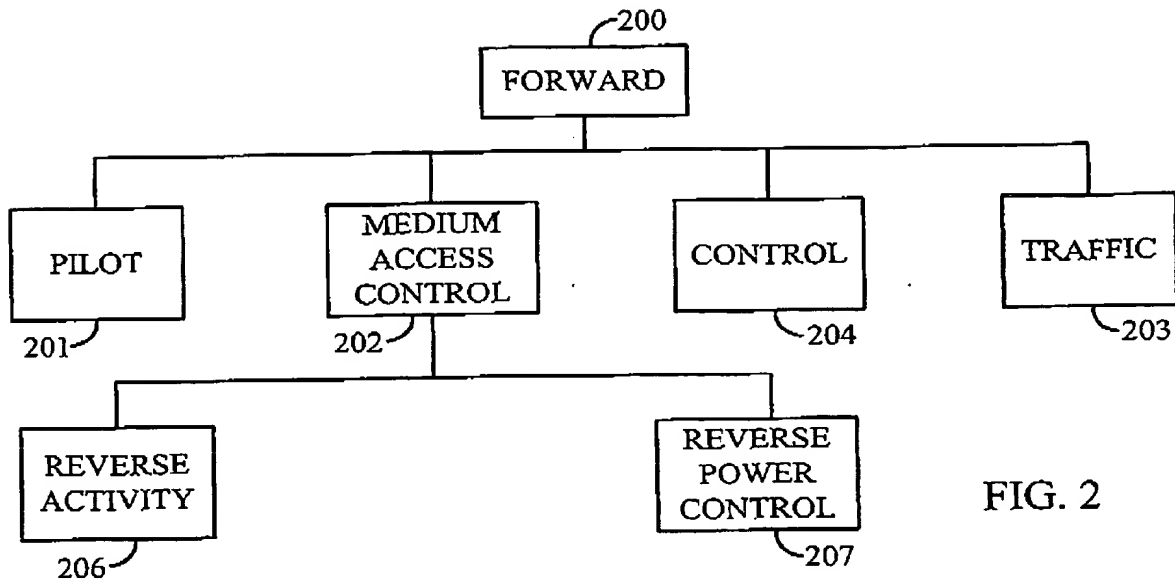 200
FORWARD
PILOT
MEDIUM
ACCESS
CONTROL
CONTROL
TRAFFIC
201
202
204
203
REVERSE
ACTIVITY
REVERSE
POWER
CONTROL
206
207
FIG. 2